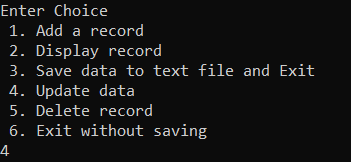 Enter Choice
1. Add a record
2. Display record
3. Save data to text file and Exit
4. Update data
5. Delete record
6. Exit without saving
4